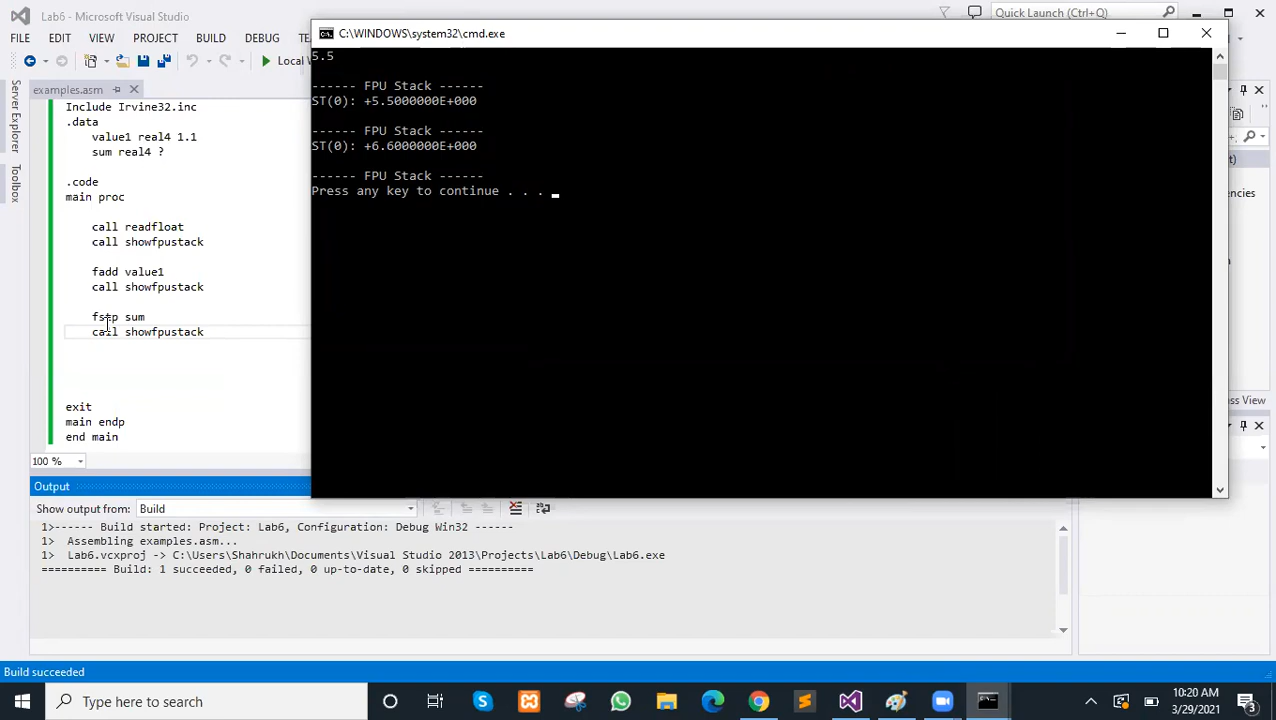 Lab6 - Microsoft Visual Studio
Quick Launch (Ctrl+Q)
FILE EDIT VIEW PROJECT BUILD DEBUG
C:\WINDOWS\system32\cmd.exe
Local
Server Explorer
Toolbox
examples.asm
Include Irvine32.inc
.data
value1 real4 1.1
sum real4 ?
.code
main proc
call readfloat
call showfpustack
fadd value1
call showfpustack
fstp sum
call showfpustack
exit
main endp
end main
100 %
5.5
------ FPU Stack ------
ST(0): +5.5000000E+000
------ FPU Stack ------
ST(0): +6.6000000E+000
------ FPU Stack ------
Press any key to continue . . .
Output
Show output from: Build
1>------ Build started: Project: Lab6, Configuration: Debug Win32 ------
1> Assembling examples.asm...
1> Lab6.vcxproj -> C:\Users\Shahrukh\Documents\Visual Studio 2013\Projects\Lab6\Debug\Lab6.exe
========== Build: 1 succeeded, 0 failed, 0 up-to-date, 0 skipped ==========
Build succeeded
Type here to search
10:20 AM
3/29/2021
3